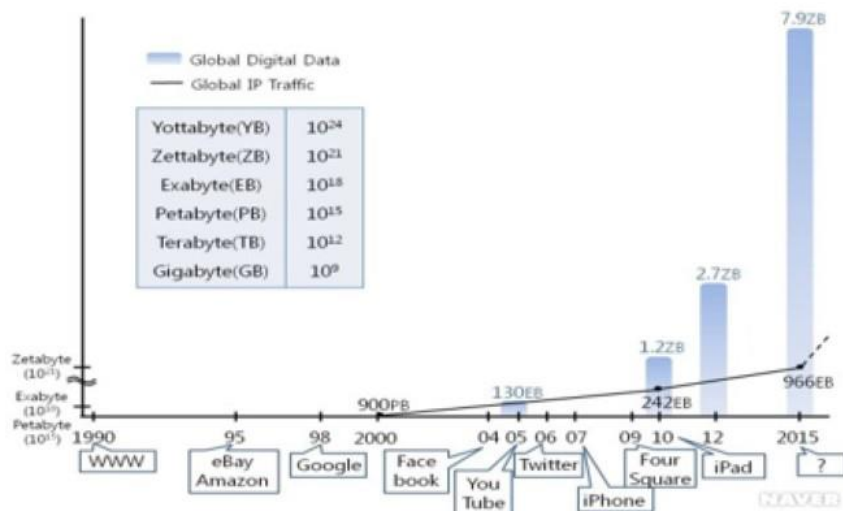 7.9ZB
Global Digital Data
Global IP Traffic
Yottabyte(YB) 10²⁴
Zettabyte(ZB) 10²¹
Exabyte(EB) 10¹⁸
Petabyte(PB) 10¹⁵
Terabyte(TB) 10¹²
Gigabyte(GB) 10⁹
2.7ZB
1.2ZB
Zetabyte
(10²¹)
966EB
130EB
242EB
900PB
Exabyte
Petabyte
(10¹⁵)
1990 95 98 2000 04 05 06 07 09 10 12 2015
WWW
eBay
Amazon
Google
Face
book
You
Tube
Twitter
iPhone
Four
Square
iPad
?
NAVER